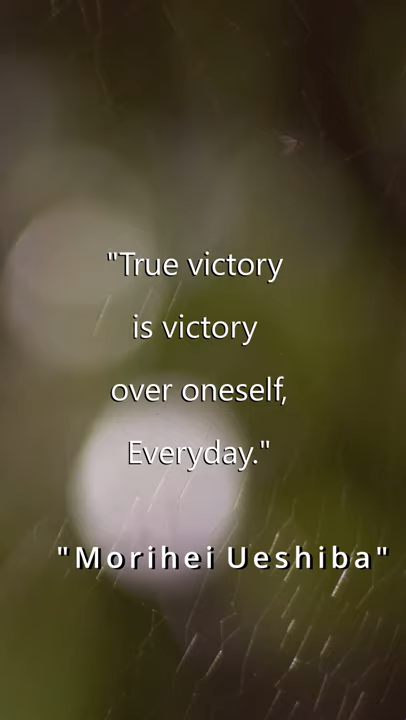 "True victory
is victory
over oneself,
Everyday."
"Morihei Ueshiba"